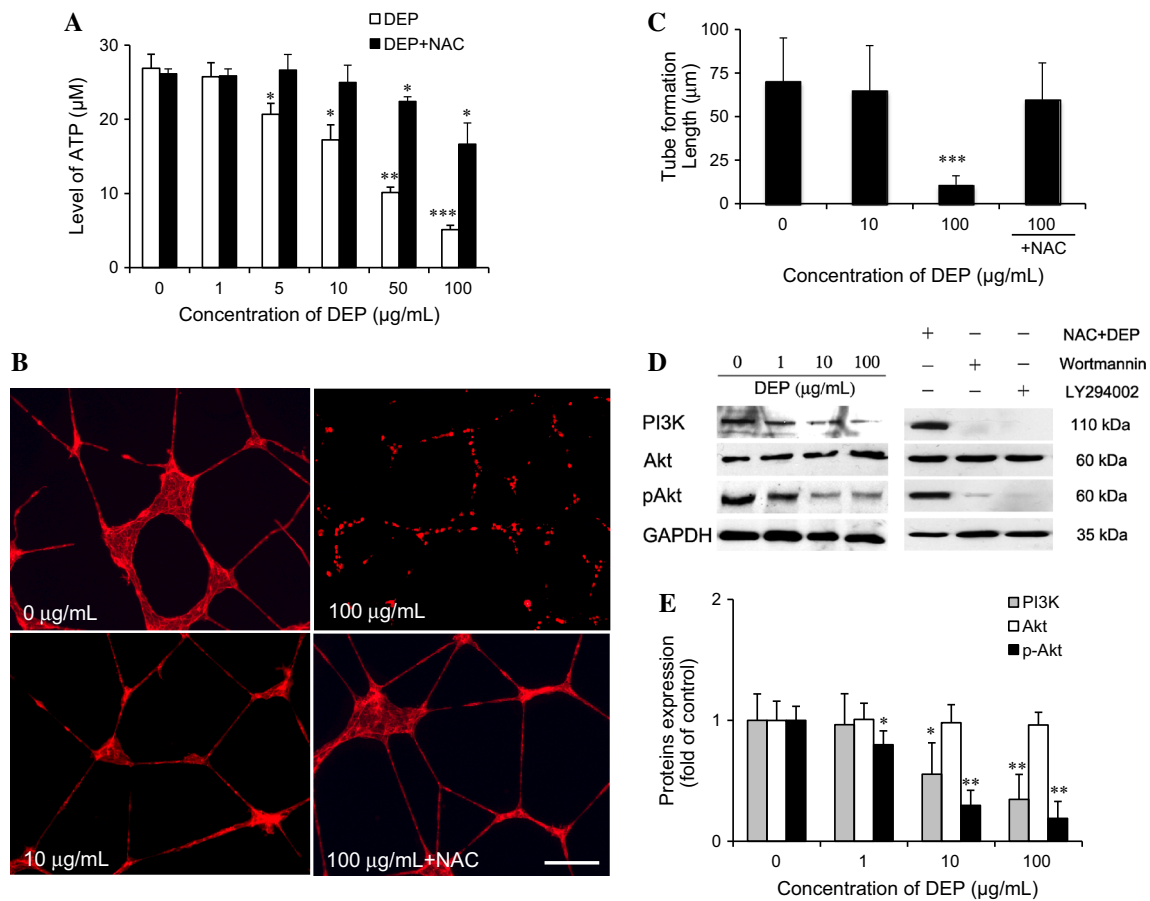 A
DEP
DEP+NAC
Level of ATP (µM)
30
20
10
0
*
*
**
***
*
*
0 1 5 10 50 100
Concentration of DEP (µg/mL)
C
Tube formation
Length (µm)
100
75
50
25
0
***
0 10 100 100
+NAC
Concentration of DEP (µg/mL)
B
0 µg/mL
100 µg/mL
10 µg/mL
100 µg/mL+NAC
D
0 1 10 100
DEP (µg/mL)
+ − − NAC+DEP
− + − Wortmannin
− − + LY294002
PI3K 110 kDa
Akt 60 kDa
pAkt 60 kDa
GAPDH 35 kDa
E
PI3K
Akt
p-Akt
Proteins expression
(fold of control)
2
1
0
*
*
**
**
**
0 1 10 100
Concentration of DEP (µg/mL)